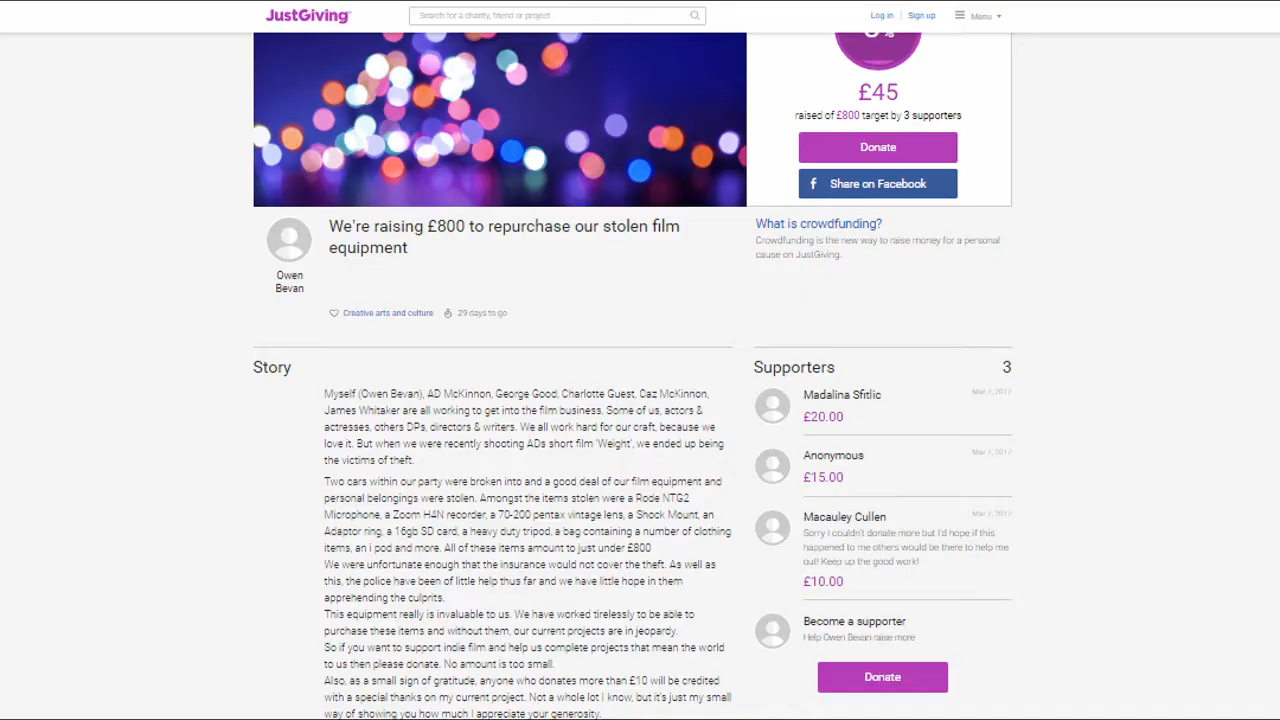 JustGiving
Search for a charity, friend or project
Log in
Sign up
Menu
£45
raised of £800 target by 3 supporters
Donate
Share on Facebook
We're raising £800 to repurchase our stolen film
equipment
Owen
Bevan
Creative arts and culture
29 days to go
What is crowdfunding?
Crowdfunding is the new way to raise money for a personal
cause on JustGiving.
Story
Myself (Owen Bevan), AD McKinnon, George Good, Charlotte Guest, Caz McKinnon,
James Whitaker are all working to get into the film business. Some of us, actors &
actresses, others DPs, directors & writers. We all work hard for our craft, because we
love it. But when we were recently shooting ADs short film 'Weight', we ended up being
the victims of theft.
Two cars within our party were broken into and a good deal of our film equipment and
personal belongings were stolen. Amongst the items stolen were a Rode NTG2
Microphone, a Zoom H4N recorder, a 70-200 pentax vintage lens, a Shock Mount, an
Adaptor ring, a 16gb SD card, a heavy duty tripod, a bag containing a number of clothing
items, an i pod and more. All of these items amount to just under £800
We were unfortunate enough that the insurance would not cover the theft. As well as
this, the police have been of little help thus far and we have little hope in them
apprehending the culprits.
This equipment really is invaluable to us. We have worked tirelessly to be able to
purchase these items and without them, our current projects are in jeopardy.
So if you want to support indie film and help us complete projects that mean the world
to us then please donate. No amount is too small.
Also, as a small sign of gratitude, anyone who donates more than £10 will be credited
with a special thanks on my current project. Not a whole lot I know, but it's just my small
way of showing you how much I appreciate your generosity.
Supporters
3
Madalina Sfitlic
Mar 7, 2017
£20.00
Anonymous
Mar 7, 2017
£15.00
Macauley Cullen
Mar 7, 2017
Sorry I couldn't donate more but I'd hope if this
happened to me others would be there to help me
out! Keep up the good work!
£10.00
Become a supporter
Help Owen Bevan raise more
Donate